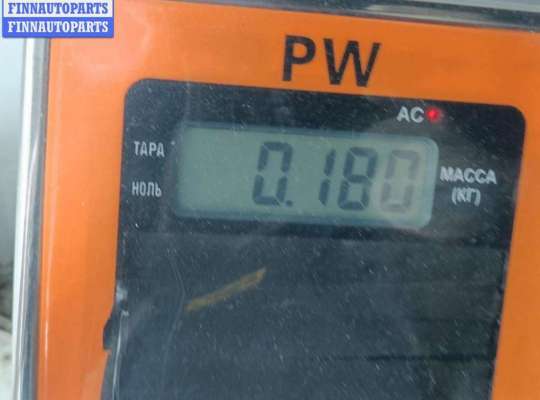 FINNAUTOPARTS
FINNAUTOPARTS
PW
AC
ТАРА
0.180
МАССА
НОЛЬ
(КГ)